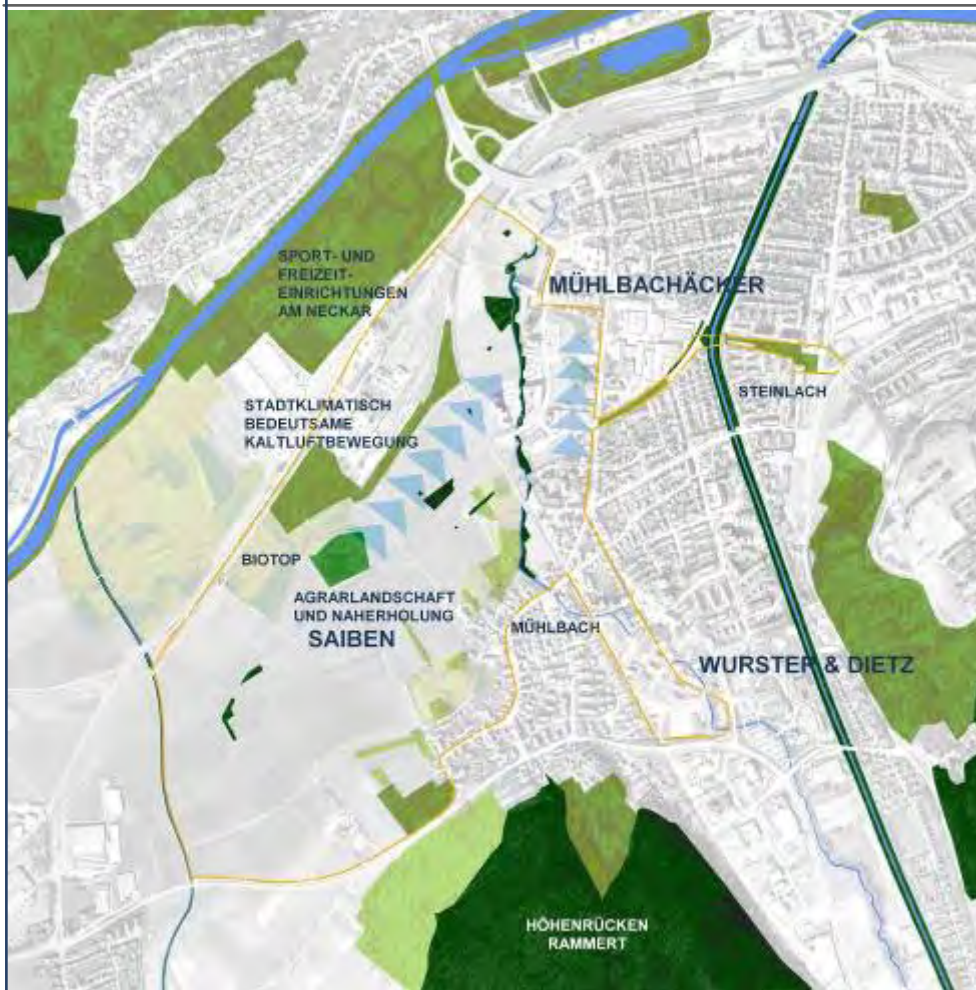 SPORT- UND
FREIZEIT-
EINRICHTUNGEN
AM NECKAR
MÜHLBACHÄCKER
STEINLACH
STADTKLIMATISCH
BEDEUTSAME
KALTLUFTBEWEGUNG
BIOTOP
AGRARLANDSCHAFT
UND NAHERHOLUNG
SAIBEN
MÜHLBACH
WURSTER & DIETZ
HÖHENRÜCKEN
RAMMERT